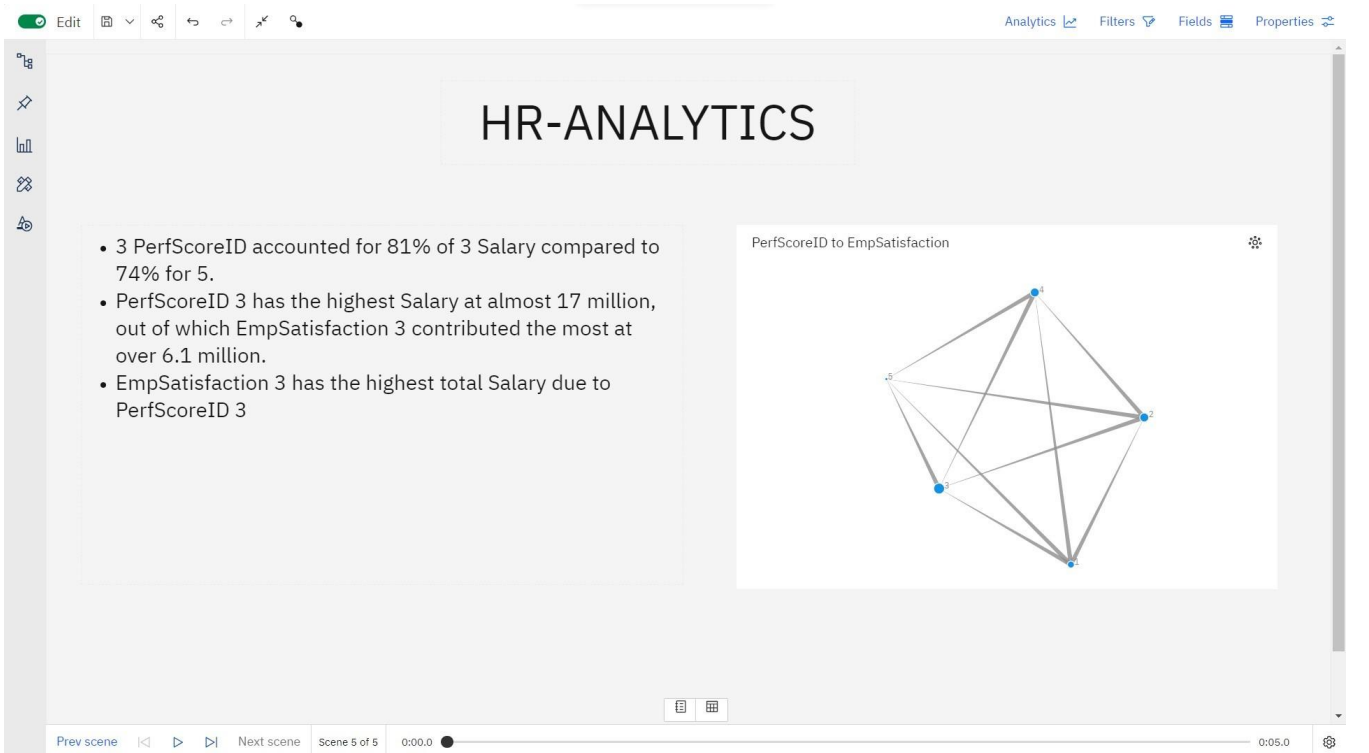 Edit
Analytics
Filters
Fields
Properties
HR-ANALYTICS
• 3 PerfScoreID accounted for 81% of 3 Salary compared to
74% for 5.
• PerfScoreID 3 has the highest Salary at almost 17 million,
out of which EmpSatisfaction 3 contributed the most at
over 6.1 million.
• EmpSatisfaction 3 has the highest total Salary due to
PerfScoreID 3
PerfScoreID to EmpSatisfaction
4
5
2
3
1
Prev scene
Next scene
Scene 5 of 5
0:00.0
0:05.0